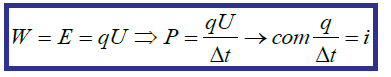 W = E = qU ⇒ P = qU/Δt → com q/Δt = i